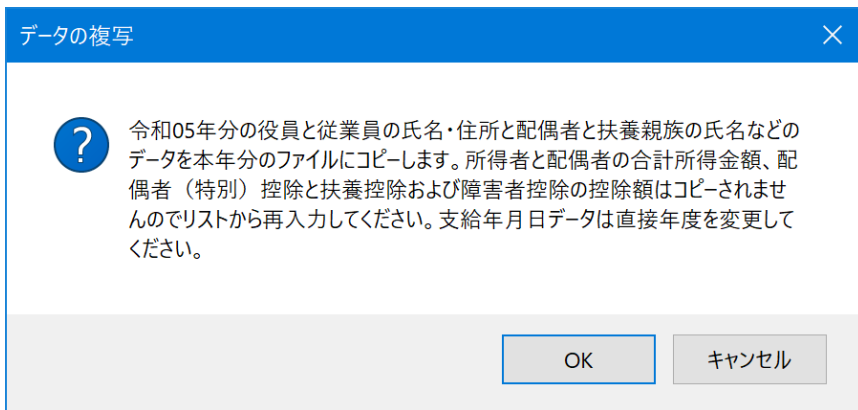 データの複写
令和05年分の役員と従業員の氏名・住所と配偶者と扶養親族の氏名などの
データを本年分のファイルにコピーします。所得者と配偶者の合計所得金額、配
偶者（特別）控除と扶養控除および障害者控除の控除額はコピーされませ
んのでリストから再入力してください。支給年月日データは直接年度を変更して
ください。
OK
キャンセル